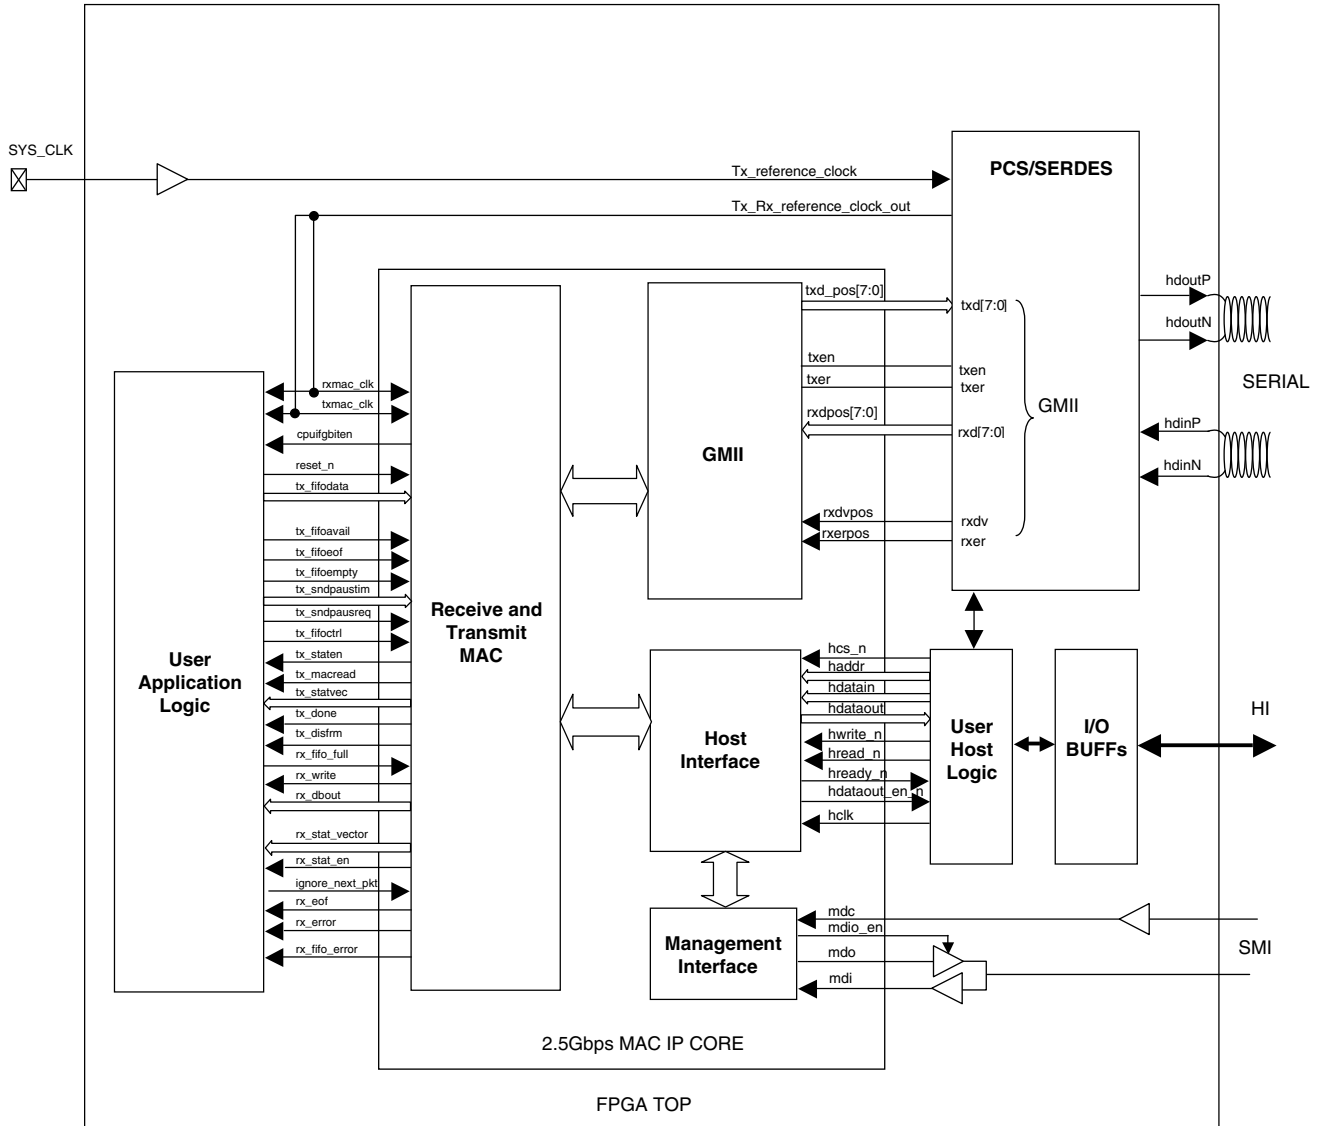 SYS_CLK
Tx_reference_clock
PCS/SERDES
Tx_Rx_reference_clock_out
txd_pos[7:0]
txd[7:0]
hdoutP
hdoutN
txen
txer
txen
txer
GMII
SERIAL
rxdpos[7:0]
rxd[7:0]
hdinP
hdinN
GMII
rxdvpos
rxerpos
rxdv
rxer
rxmac_clk
txmac_clk
cpuifgbiten
reset_n
tx_fifodata
tx_fifoavail
tx_fifoeof
tx_fifoempty
tx_sndpaustim
tx_sndpausreq
tx_fifoctrl
tx_staten
tx_macread
tx_statvec
tx_done
tx_disfrm
rx_fifo_full
rx_write
rx_dbout
rx_stat_vector
rx_stat_en
ignore_next_pkt
rx_eof
rx_error
rx_fifo_error
User
Application
Logic
Receive and
Transmit
MAC
hcs_n
haddr
hdatain
hdataout
hwrite_n
hread_n
hready_n
hdataout_en_n
hclk
Host
Interface
User
Host
Logic
I/O
BUFFs
HI
Management
Interface
mdc
mdio_en
mdo
mdi
SMI
2.5Gbps MAC IP CORE
FPGA TOP